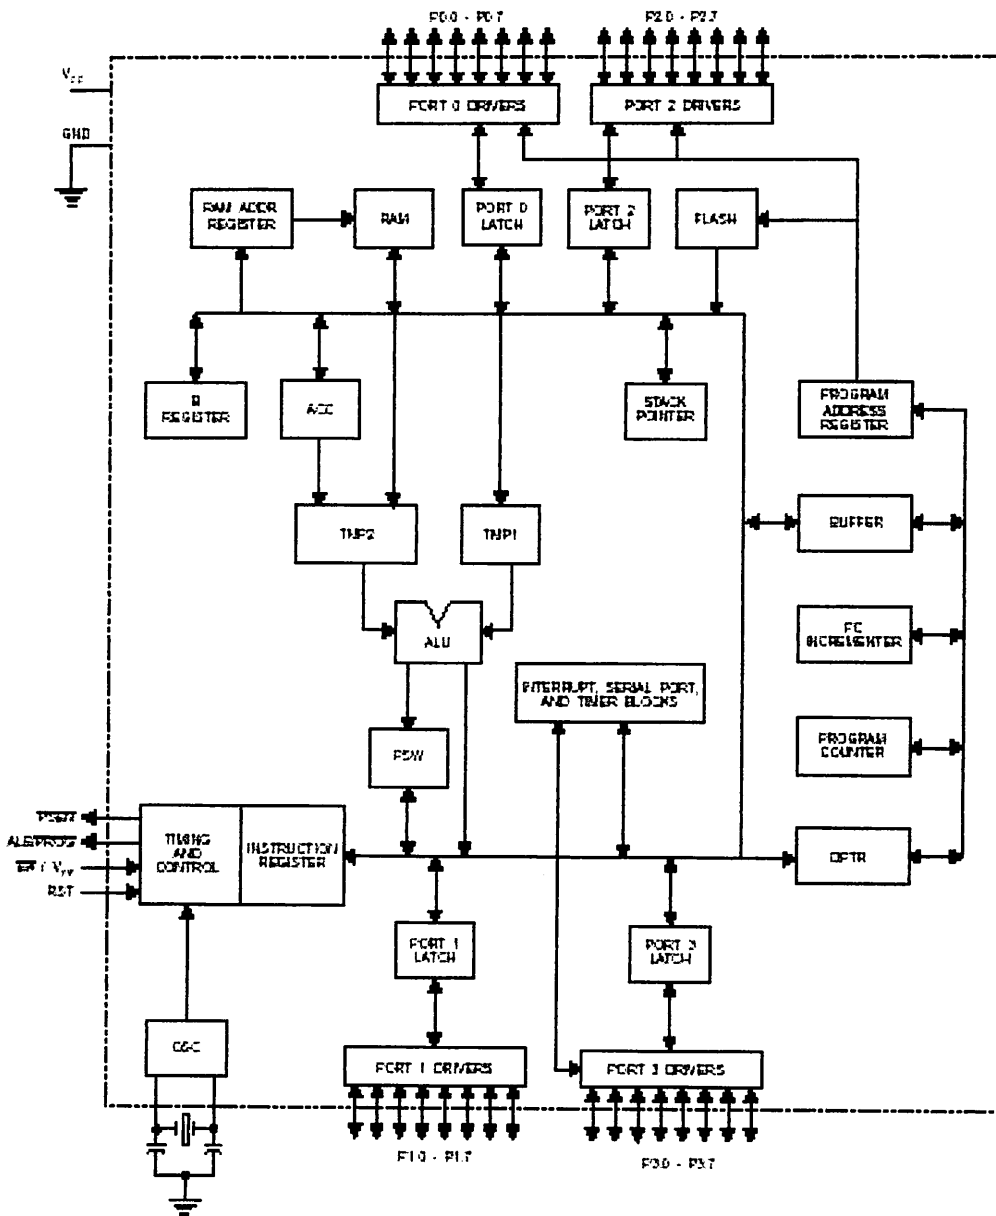 P0.0 - P0.7
P2.0 - P2.7
VCC
PORT 0 DRIVERS
PORT 2 DRIVERS
GND
RAM ADDR
REGISTER
RAM
PORT 0
LATCH
PORT 2
LATCH
FLASH
B
REGISTER
ACC
STACK
POINTER
PROGRAM
ADDRESS
REGISTER
TMP2
TMP1
BUFFER
ALU
PC
INCREMENTER
INTERRUPT, SERIAL PORT,
AND TIMER BLOCKS
PSW
PROGRAM
COUNTER
PSEN
ALE/PROG
EA / VPP
RST
TIMING
AND
CONTROL
INSTRUCTION
REGISTER
DPTR
PORT 1
LATCH
PORT 3
LATCH
OSC
PORT 1 DRIVERS
PORT 3 DRIVERS
P1.0 - P1.7
P3.0 - P3.7